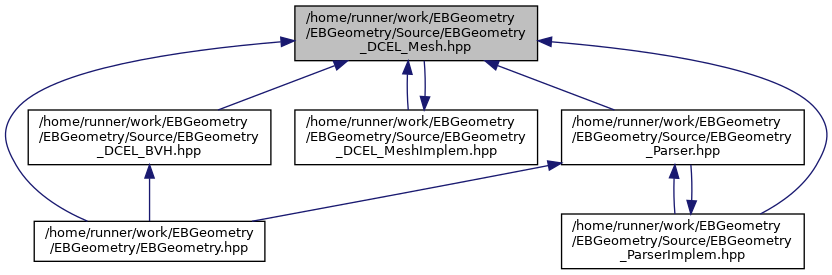 /home/runner/work/EBGeometry
/EBGeometry/Source/EBGeometry
_DCEL_Mesh.hpp
/home/runner/work/EBGeometry
/EBGeometry/Source/EBGeometry
_DCEL_BVH.hpp
/home/runner/work/EBGeometry
/EBGeometry/Source/EBGeometry
_DCEL_MeshImplem.hpp
/home/runner/work/EBGeometry
/EBGeometry/Source/EBGeometry
_Parser.hpp
/home/runner/work/EBGeometry
/EBGeometry/EBGeometry.hpp
/home/runner/work/EBGeometry
/EBGeometry/Source/EBGeometry
_ParserImplem.hpp